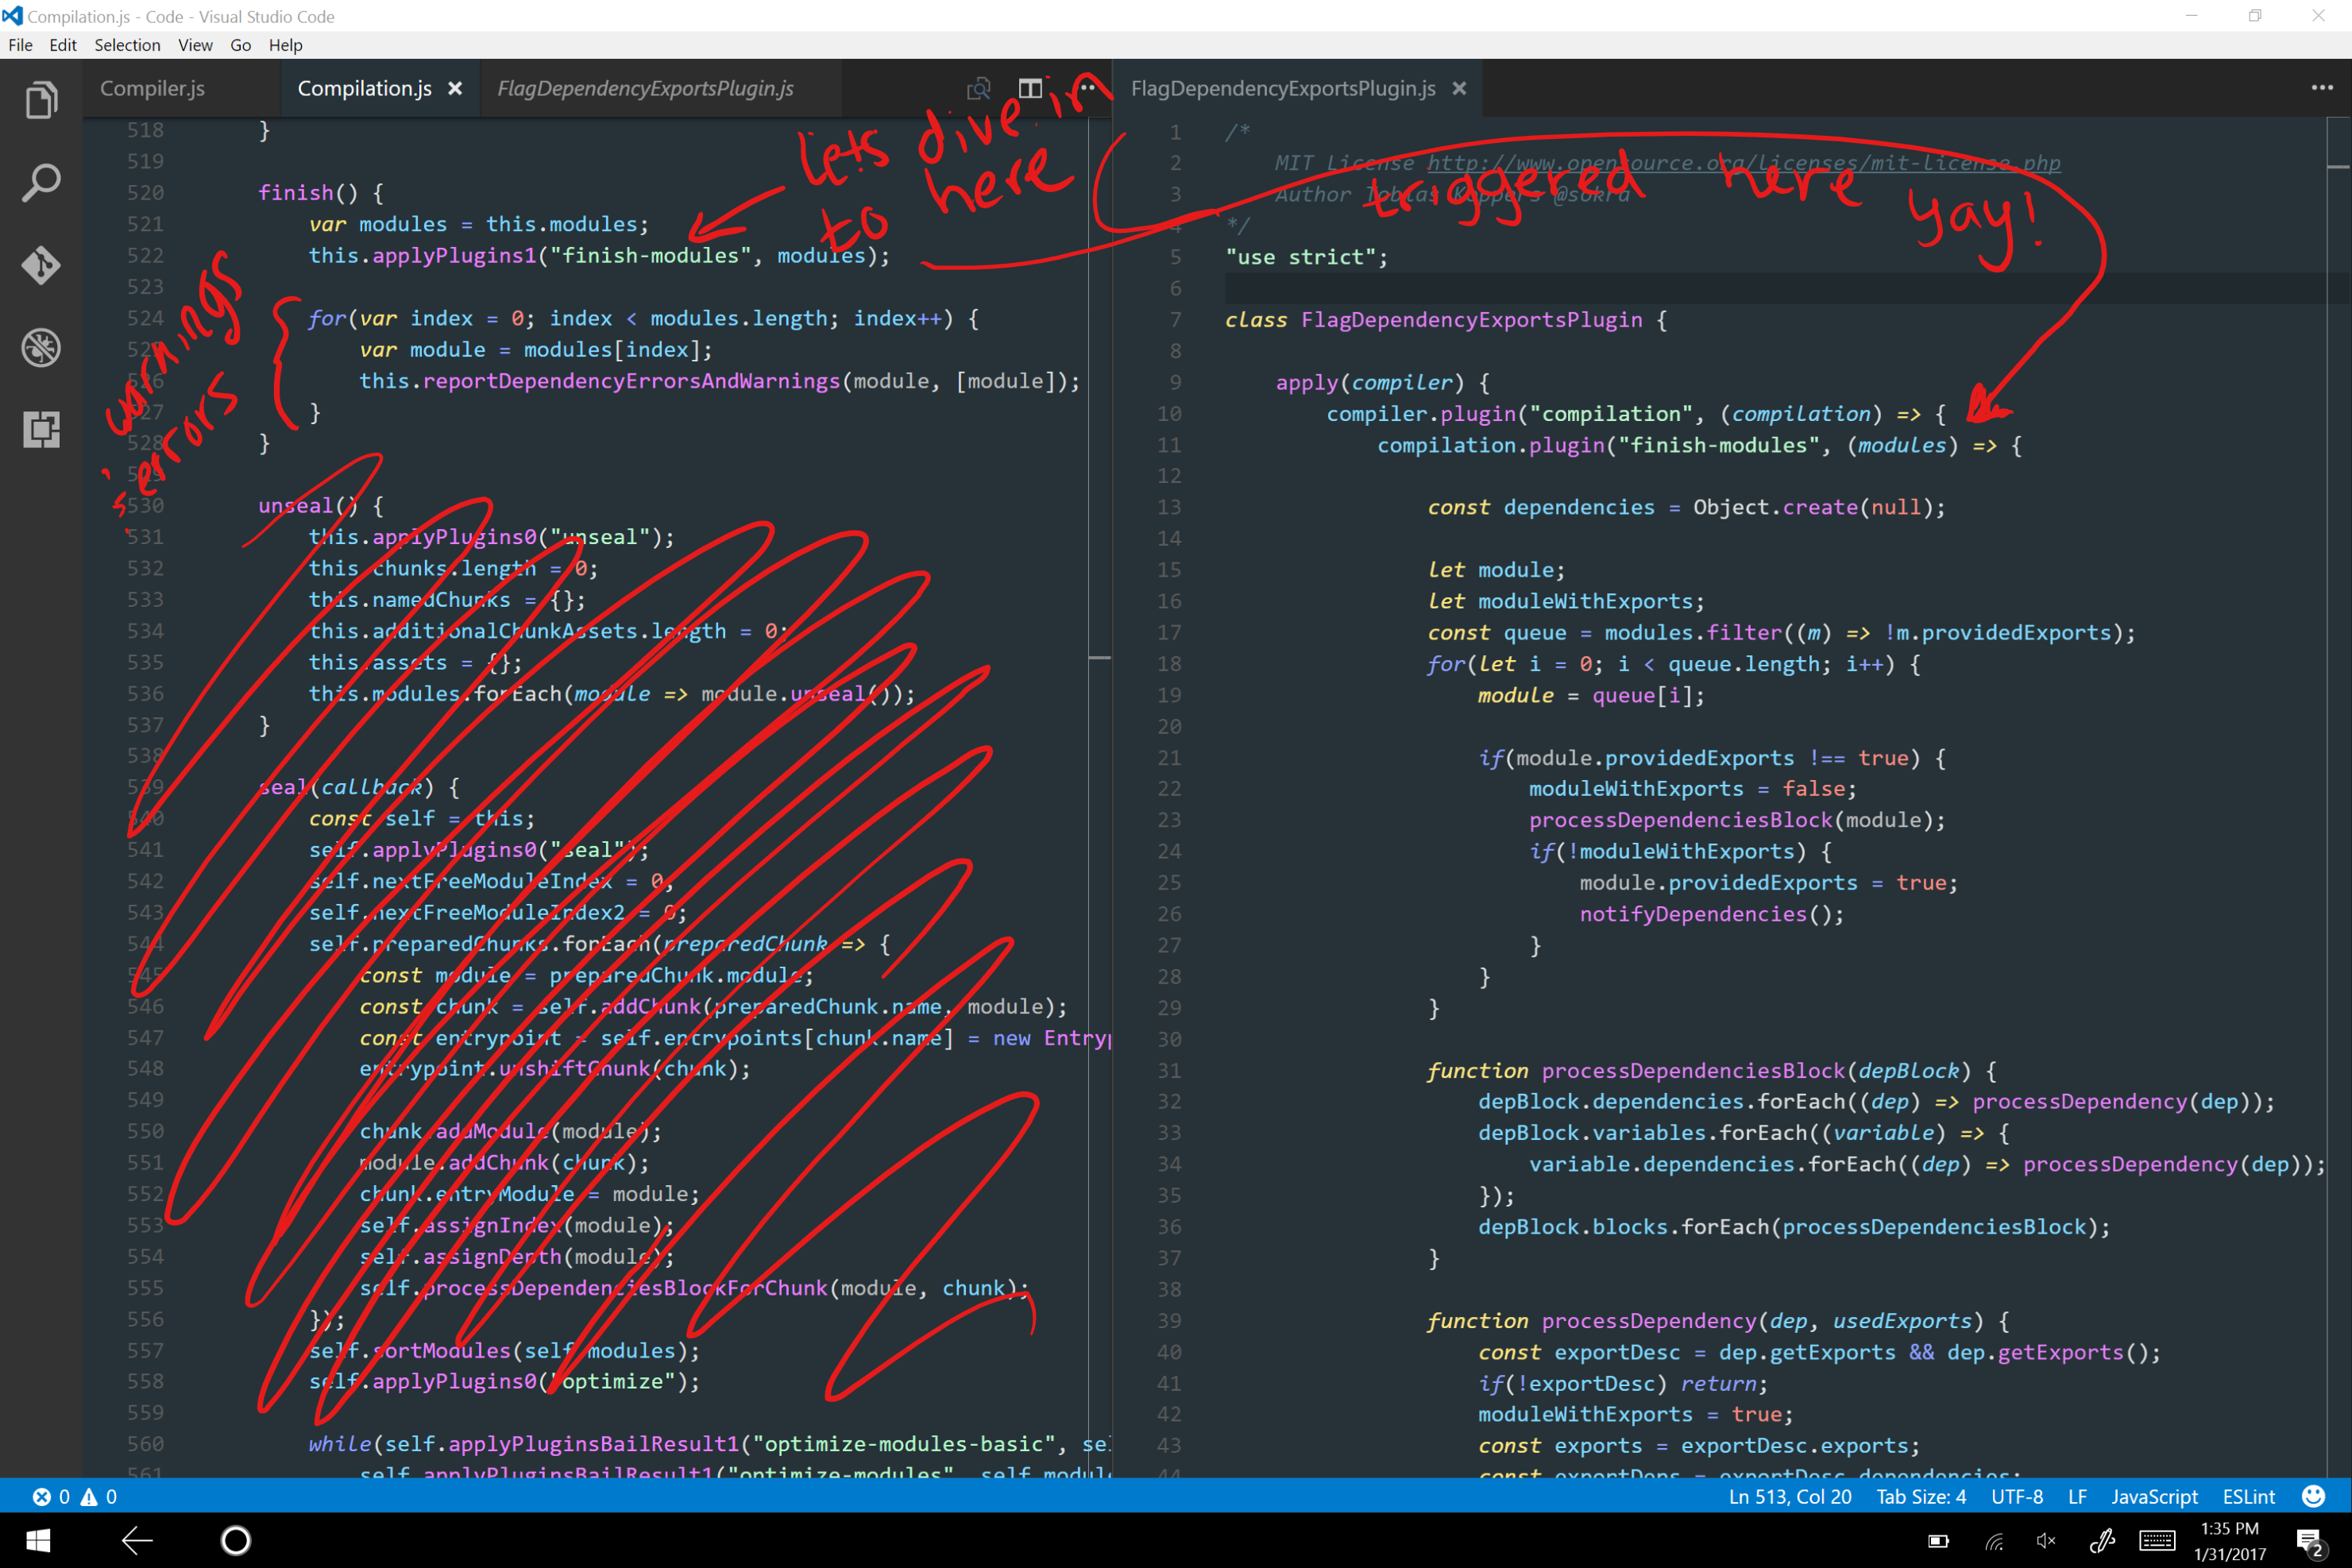 Compilation.js - Code - Visual Studio Code
File Edit Selection View Go Help
Compiler.js
Compilation.js ×
FlagDependencyExportsPlugin.js
lets dive in
to here
warnings
errors
518 }
519
520 finish() {
521 var modules = this.modules;
522 this.applyPlugins1("finish-modules", modules);
523
524 for(var index = 0; index < modules.length; index++) {
525 var module = modules[index];
526 this.reportDependencyErrorsAndWarnings(module, [module]);
527 }
528 }
529
530 unseal() {
531 this.applyPlugins0("unseal");
532 this.chunks.length = 0;
533 this.namedChunks = {};
534 this.additionalChunkAssets.length = 0;
535 this.assets = {};
536 this.modules.forEach(module => module.unseal());
537 }
538
539 seal(callback) {
540 const self = this;
541 self.applyPlugins0("seal");
542 self.nextFreeModuleIndex = 0;
543 self.nextFreeModuleIndex2 = 0;
544 self.preparedChunks.forEach(preparedChunk => {
545 const module = preparedChunk.module;
546 const chunk = self.addChunk(preparedChunk.name, module);
547 const entrypoint = self.entrypoints[chunk.name] = new Entryp
548 entrypoint.unshiftChunk(chunk);
549
550 chunk.addModule(module);
551 module.addChunk(chunk);
552 chunk.entryModule = module;
553 self.assignIndex(module);
554 self.assignDepth(module);
555 self.processDependenciesBlockForChunk(module, chunk);
556 });
557 self.sortModules(self.modules);
558 self.applyPlugins0("optimize");
559
560 while(self.applyPluginsBailResult1("optimize-modules-basic", sel
561 self.applyPluginsBailResult1("optimize-modules", self.modul
FlagDependencyExportsPlugin.js ×
triggered here yay!
1 /*
2 MIT License http://www.opensource.org/licenses/mit-license.php
3 Author Tobias Koppers @sokra
4 */
5 "use strict";
6
7 class FlagDependencyExportsPlugin {
8
9 apply(compiler) {
10 compiler.plugin("compilation", (compilation) => {
11 compilation.plugin("finish-modules", (modules) => {
12
13 const dependencies = Object.create(null);
14
15 let module;
16 let moduleWithExports;
17 const queue = modules.filter((m) => !m.providedExports);
18 for(let i = 0; i < queue.length; i++) {
19 module = queue[i];
20
21 if(module.providedExports !== true) {
22 moduleWithExports = false;
23 processDependenciesBlock(module);
24 if(!moduleWithExports) {
25 module.providedExports = true;
26 notifyDependencies();
27 }
28 }
29 }
30
31 function processDependenciesBlock(depBlock) {
32 depBlock.dependencies.forEach((dep) => processDependency(dep));
33 depBlock.variables.forEach((variable) => {
34 variable.dependencies.forEach((dep) => processDependency(dep));
35 });
36 depBlock.blocks.forEach(processDependenciesBlock);
37 }
38
39 function processDependency(dep, usedExports) {
40 const exportDesc = dep.getExports && dep.getExports();
41 if(!exportDesc) return;
42 moduleWithExports = true;
43 const exports = exportDesc.exports;
44 const exportDeps = exportDesc.dependencies;
0 0
Ln 513, Col 20 Tab Size: 4 UTF-8 LF JavaScript ESLint
1:35 PM
1/31/2017
2